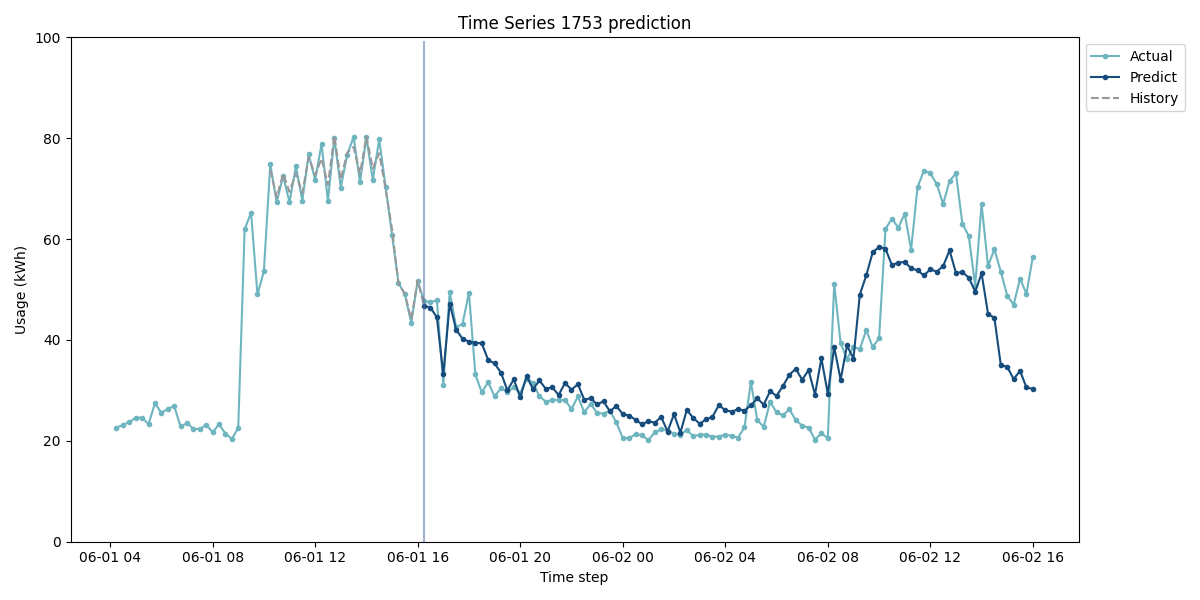 Time Series 1753 prediction
Actual
Predict
History
Usage (kWh)
100
80
60
40
20
0
06-01 04
06-01 08
06-01 12
06-01 16
06-01 20
06-02 00
06-02 04
06-02 08
06-02 12
06-02 16
Time step